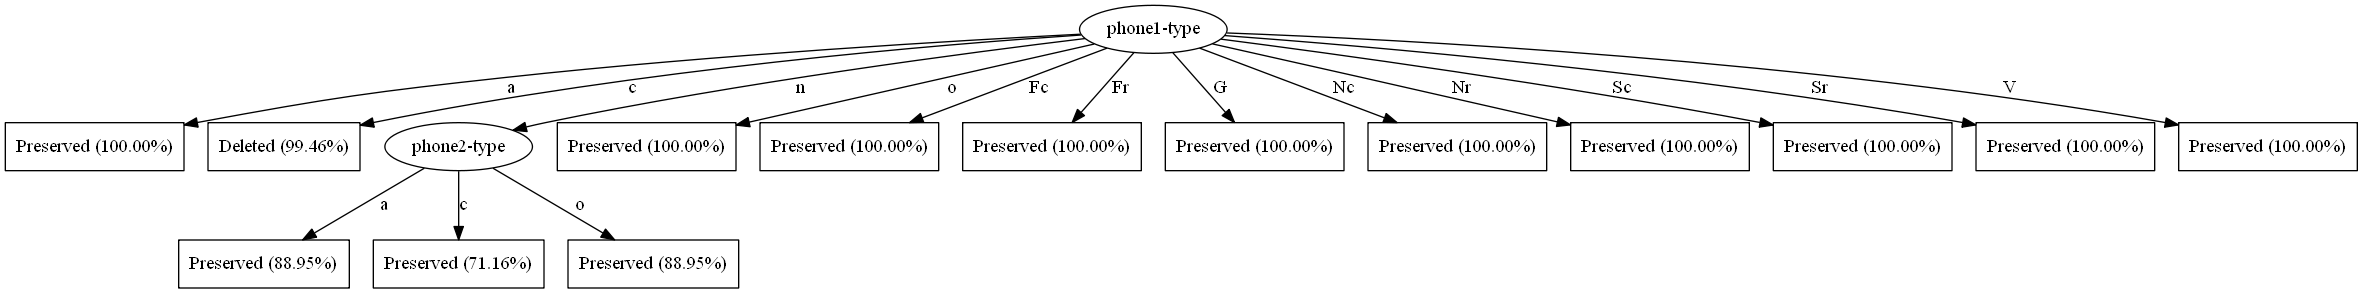 phone1-type
a
c
n
o
Fc
Fr
G
Nc
Nr
Sc
Sr
V
Preserved (100.00%)
Deleted (99.46%)
phone2-type
Preserved (100.00%)
Preserved (100.00%)
Preserved (100.00%)
Preserved (100.00%)
Preserved (100.00%)
Preserved (100.00%)
Preserved (100.00%)
Preserved (100.00%)
Preserved (100.00%)
a
c
o
Preserved (88.95%)
Preserved (71.16%)
Preserved (88.95%)